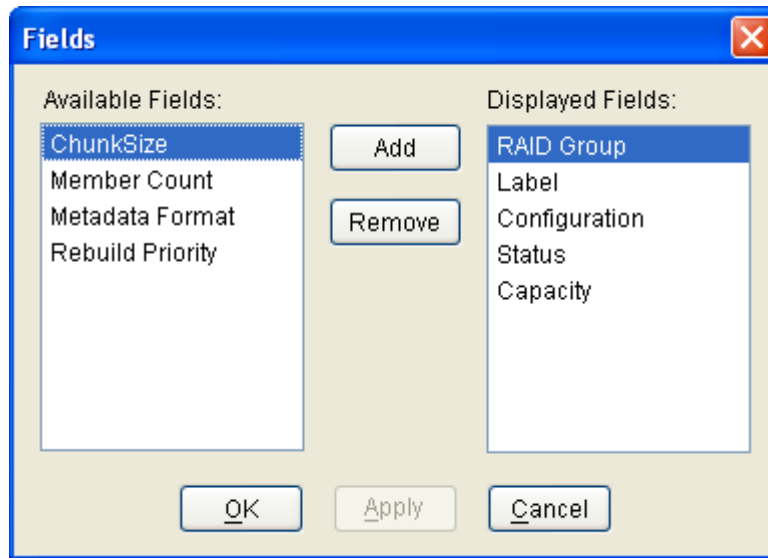 Fields
Available Fields:
ChunkSize
Member Count
Metadata Format
Rebuild Priority
Add
Remove
Displayed Fields:
RAID Group
Label
Configuration
Status
Capacity
OK
Apply
Cancel